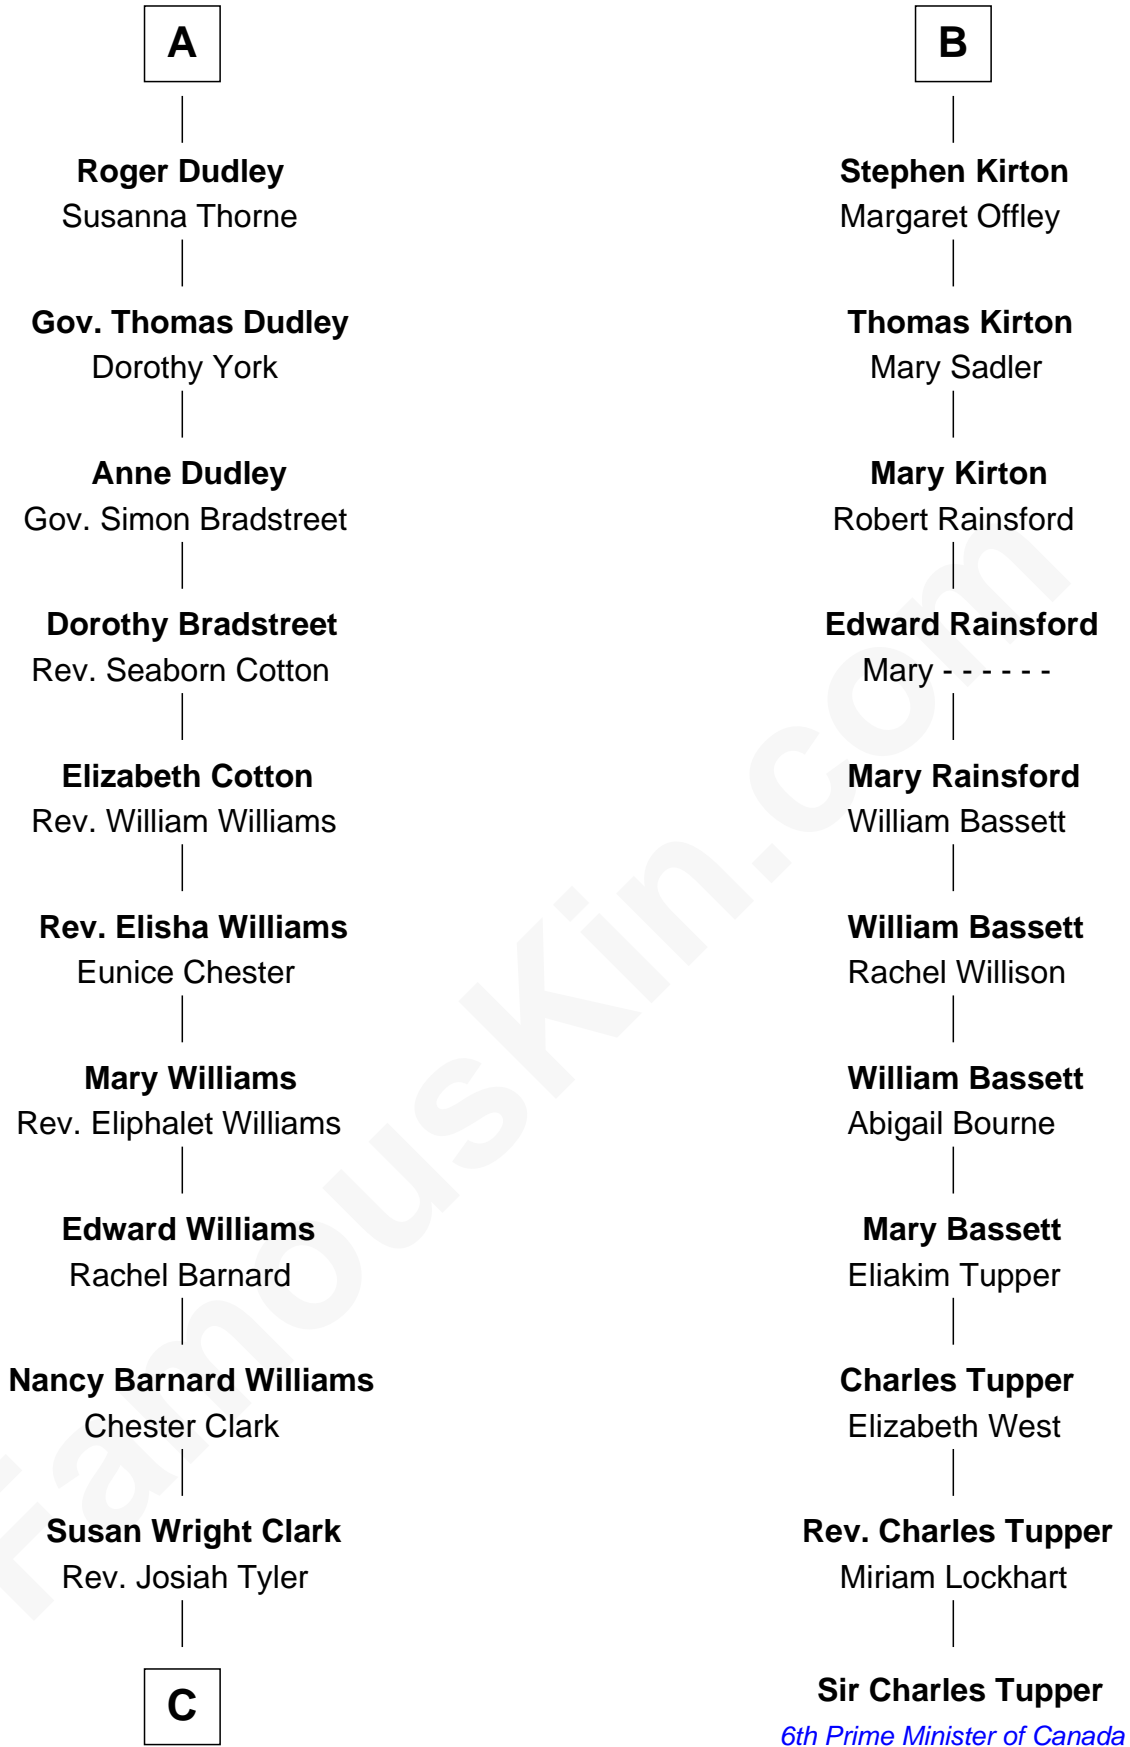 A
Roger Dudley
Susanna Thorne
Gov. Thomas Dudley
Dorothy York
Anne Dudley
Gov. Simon Bradstreet
Dorothy Bradstreet
Rev. Seaborn Cotton
Elizabeth Cotton
Rev. William Williams
Rev. Elisha Williams
Eunice Chester
Mary Williams
Rev. Eliphalet Williams
Edward Williams
Rachel Barnard
Nancy Barnard Williams
Chester Clark
Susan Wright Clark
Rev. Josiah Tyler
C
B
Stephen Kirton
Margaret Offley
Thomas Kirton
Mary Sadler
Mary Kirton
Robert Rainsford
Edward Rainsford
Mary - - - - - -
Mary Rainsford
William Bassett
William Bassett
Rachel Willison
William Bassett
Abigail Bourne
Mary Bassett
Eliakim Tupper
Charles Tupper
Elizabeth West
Rev. Charles Tupper
Miriam Lockhart
Sir Charles Tupper
6th Prime Minister of Canada
FamousKin.com